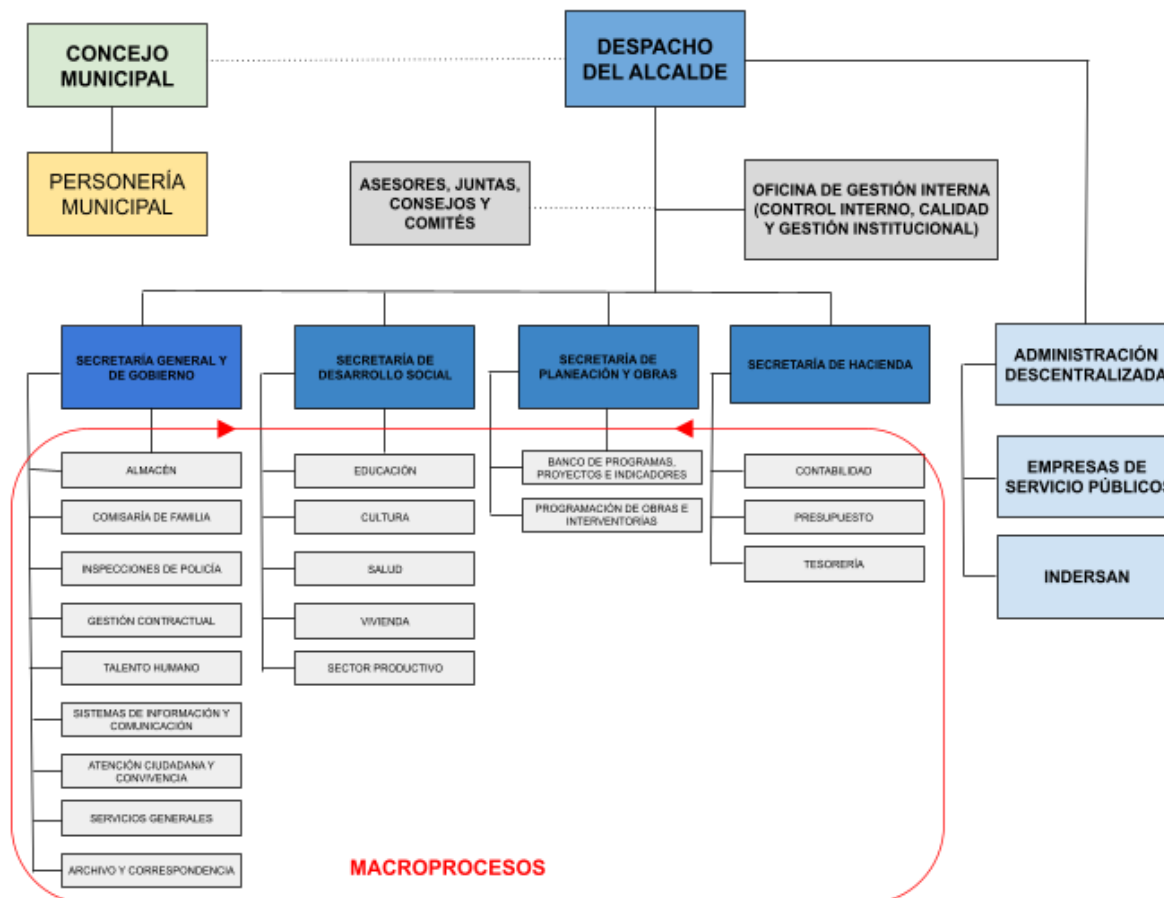 CONCEJO
MUNICIPAL
DESPACHO
DEL ALCALDE
PERSONERÍA
MUNICIPAL
ASESORES, JUNTAS,
CONSEJOS Y
COMITÉS
OFICINA DE GESTIÓN INTERNA
(CONTROL INTERNO, CALIDAD
Y GESTIÓN INSTITUCIONAL)
SECRETARÍA GENERAL Y
DE GOBIERNO
SECRETARÍA DE
DESARROLLO SOCIAL
SECRETARÍA DE
PLANEACIÓN Y OBRAS
SECRETARÍA DE HACIENDA
ADMINISTRACIÓN
DESCENTRALIZADA
ALMACÉN
COMISARÍA DE FAMILIA
INSPECCIONES DE POLICÍA
GESTIÓN CONTRACTUAL
TALENTO HUMANO
SISTEMAS DE INFORMACIÓN Y
COMUNICACIÓN
ATENCIÓN CIUDADANA Y
CONVIVENCIA
SERVICIOS GENERALES
ARCHIVO Y CORRESPONDENCIA
EDUCACIÓN
CULTURA
SALUD
VIVIENDA
SECTOR PRODUCTIVO
BANCO DE PROGRAMAS,
PROYECTOS E INDICADORES
PROGRAMACIÓN DE OBRAS E
INTERVENTORÍAS
CONTABILIDAD
PRESUPUESTO
TESORERÍA
EMPRESAS DE
SERVICIO PÚBLICOS
INDERSAN
MACROPROCESOS